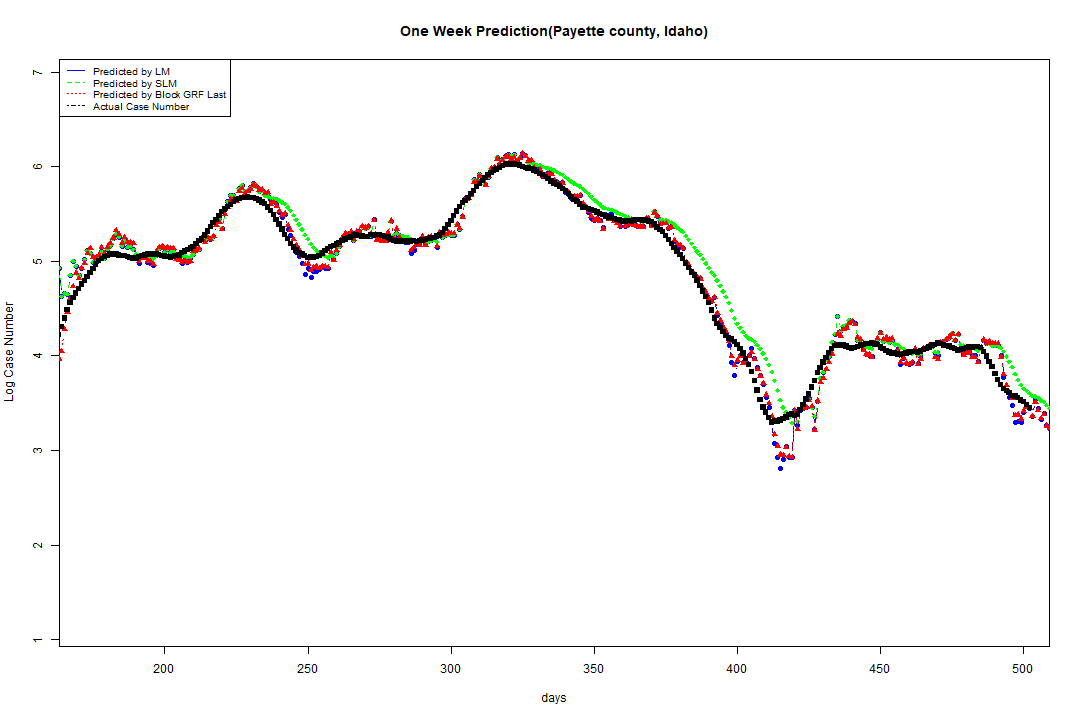 One Week Prediction(Payette county, Idaho)
Predicted by LM
Predicted by SLM
Predicted by Block GRF Last
Actual Case Number
7
6
5
4
3
2
1
Log Case Number
200 250 300 350 400 450 500
days